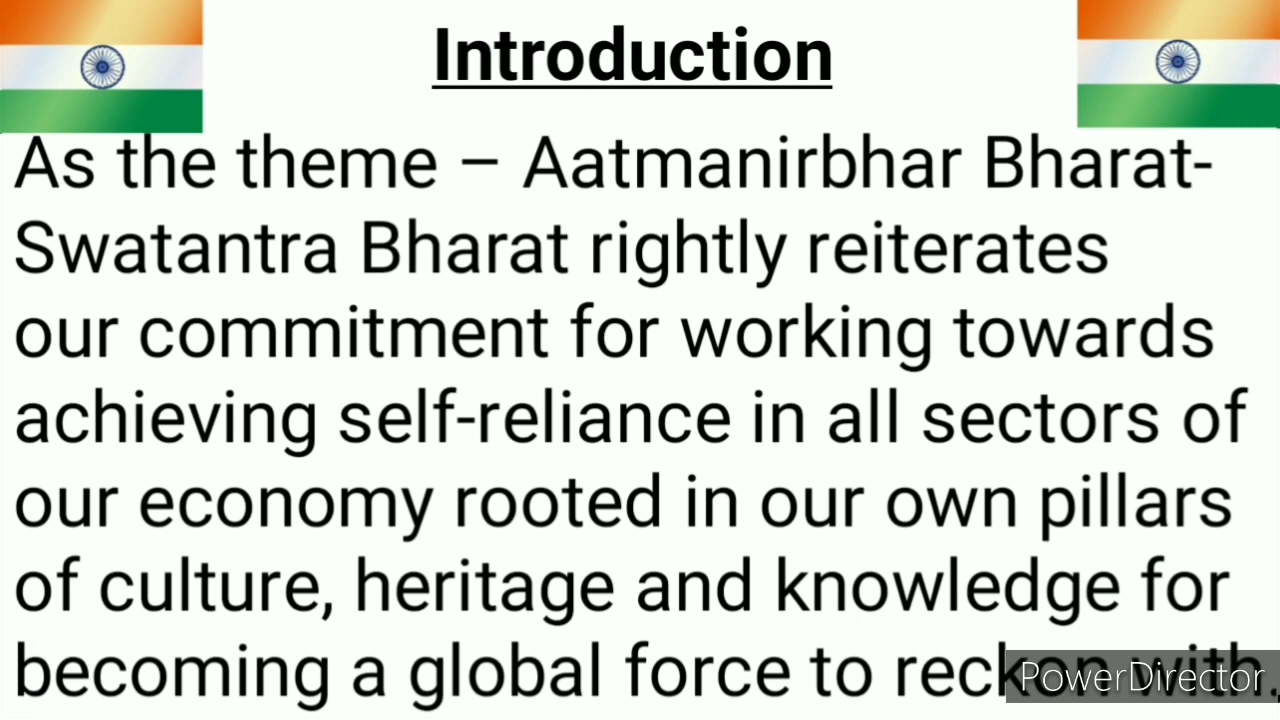 Introduction
As the theme – Aatmanirbhar Bharat-
Swatantra Bharat rightly reiterates
our commitment for working towards
achieving self-reliance in all sectors of
our economy rooted in our own pillars
of culture, heritage and knowledge for
becoming a global force to reckon with.
PowerDirector